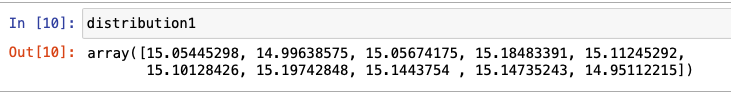 In [10]: distribution1
Out[10]: array([15.05445298, 14.99638575, 15.05674175, 15.18483391, 15.11245292,
15.10128426, 15.19742848, 15.1443754 , 15.14735243, 14.95112215])